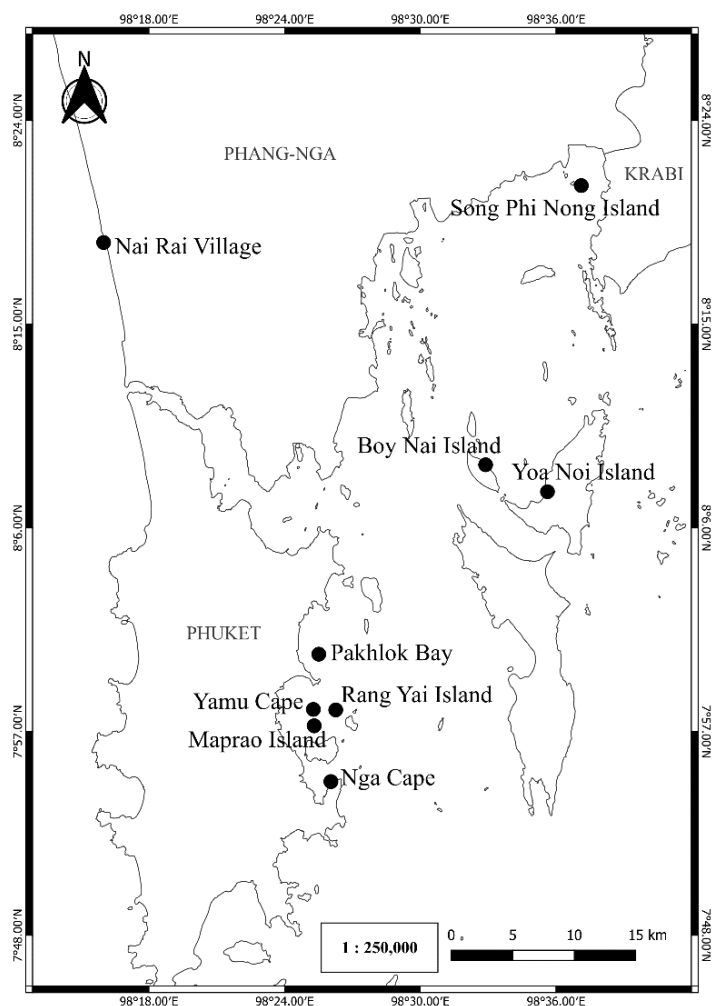 98°18.00'E 98°24.00'E 98°30.00'E 98°36.00'E
N
8°24.00'N 8°24.00'N
PHANG-NGA
KRABI
Song Phi Nong Island
Nai Rai Village
8°15.00'N 8°15.00'N
Boy Nai Island
Yoa Noi Island
8°6.00'N 8°6.00'N
PHUKET
Pakhlok Bay
Yamu Cape
Rang Yai Island
7°57.00'N 7°57.00'N
Maprao Island
Nga Cape
7°48.00'N 7°48.00'N
1 : 250,000
0 5 10 15 km
98°18.00'E 98°24.00'E 98°30.00'E 98°36.00'E